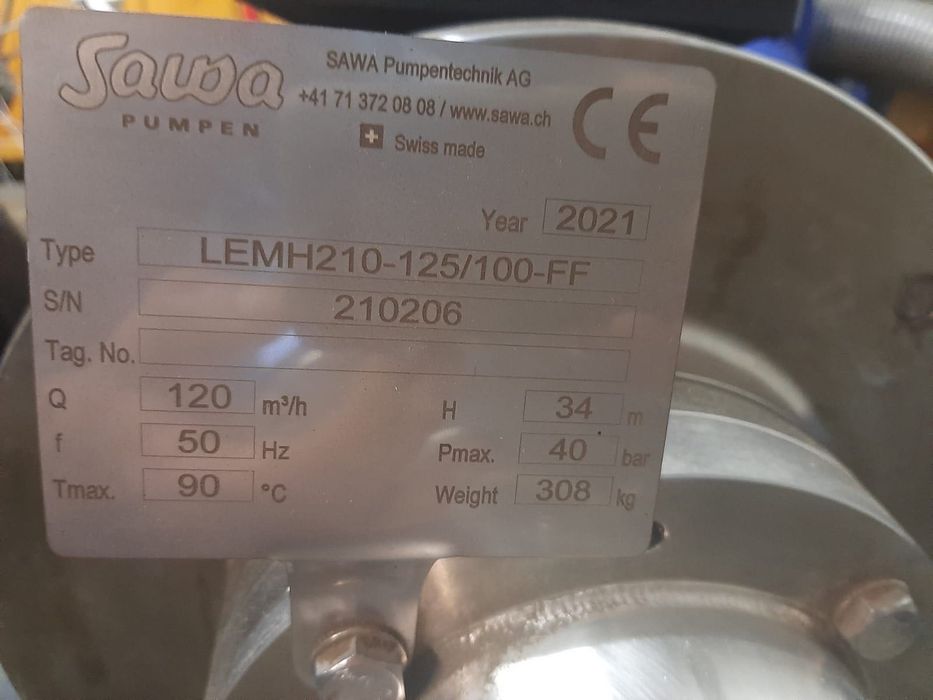 Sawa
PUMPEN
SAWA Pumpentechnik AG
+41 71 372 08 08 / www.sawa.ch
Swiss made
CE
Year 2021
Type LEMH210-125/100-FF
S/N 210206
Tag. No.
Q 120 m³/h H 34 m
f 50 Hz Pmax. 40 bar
Tmax. 90 °C Weight 308 kg